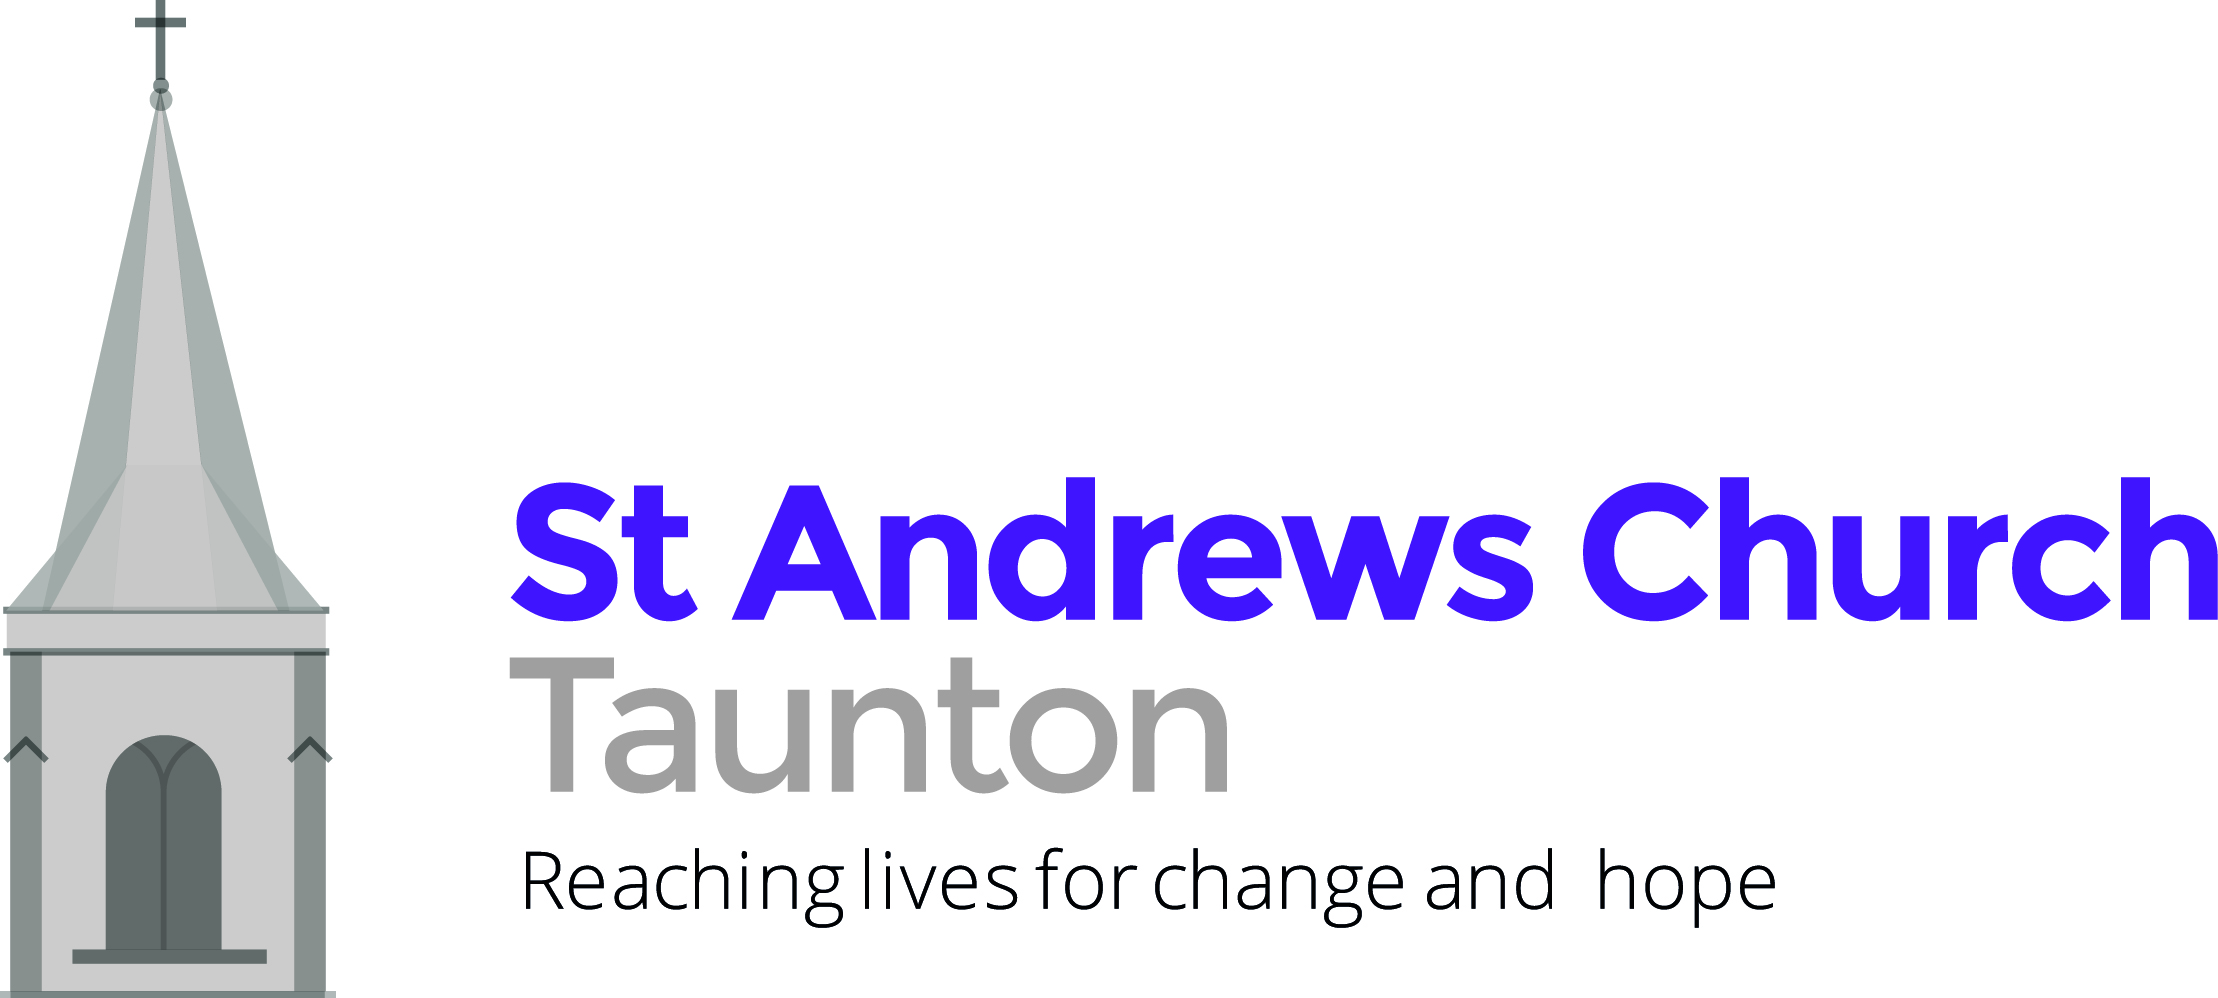 St Andrews Church
Taunton
Reaching lives for change and hope